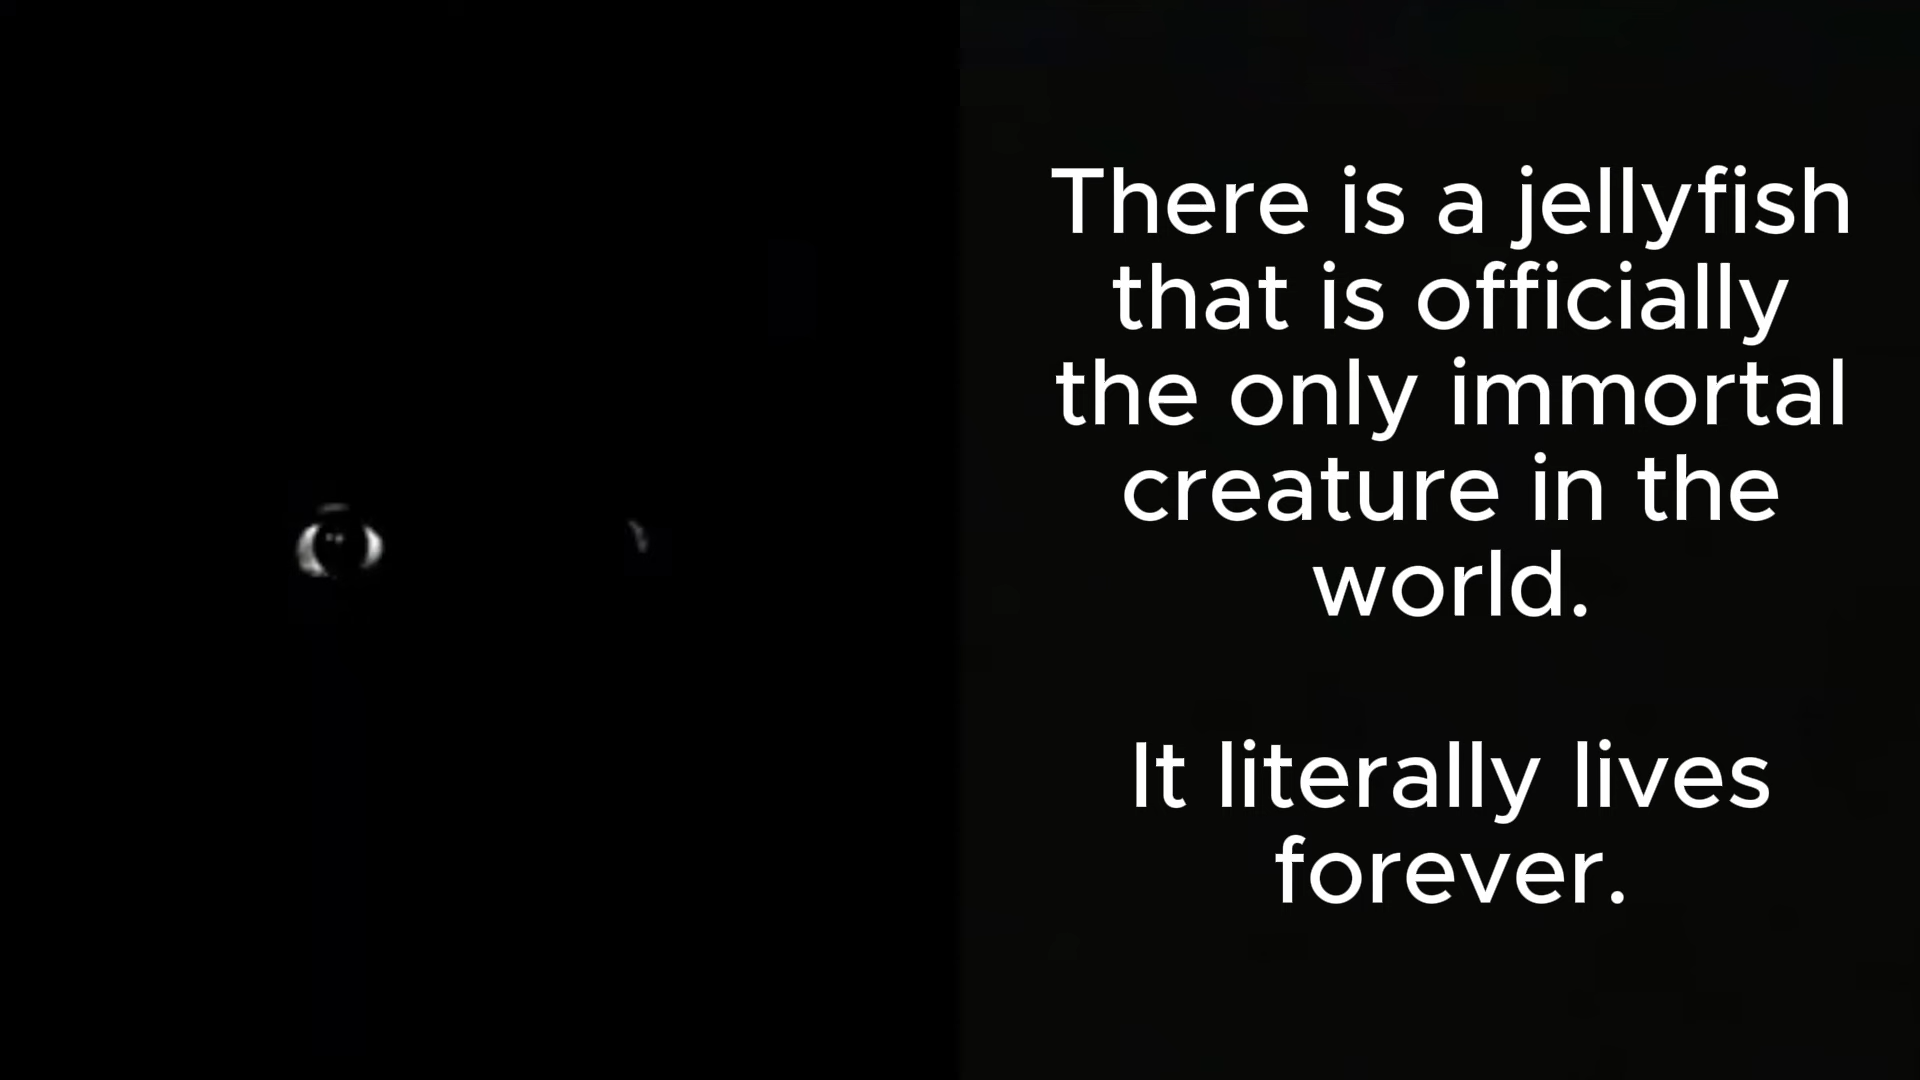 There is a jellyfish
that is officially
the only immortal
creature in the
world.
It literally lives
forever.